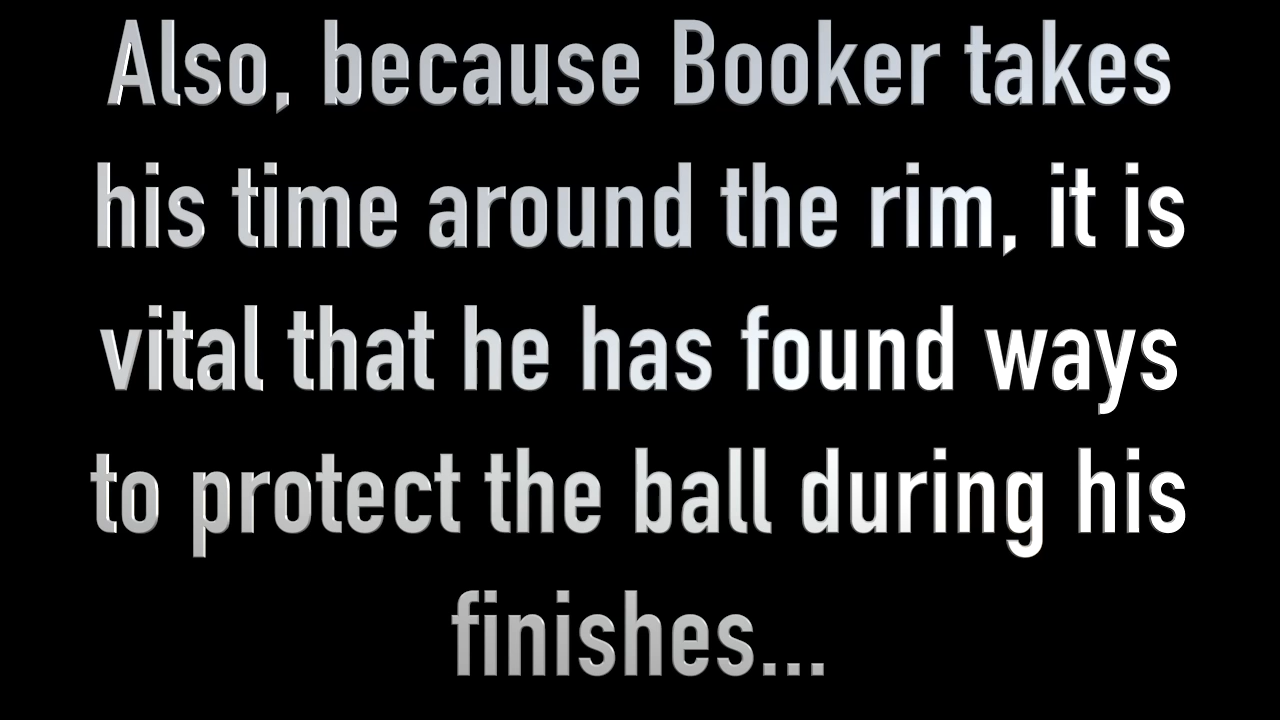 Also, because Booker takes
his time around the rim, it is
vital that he has found ways
to protect the ball during his
finishes...